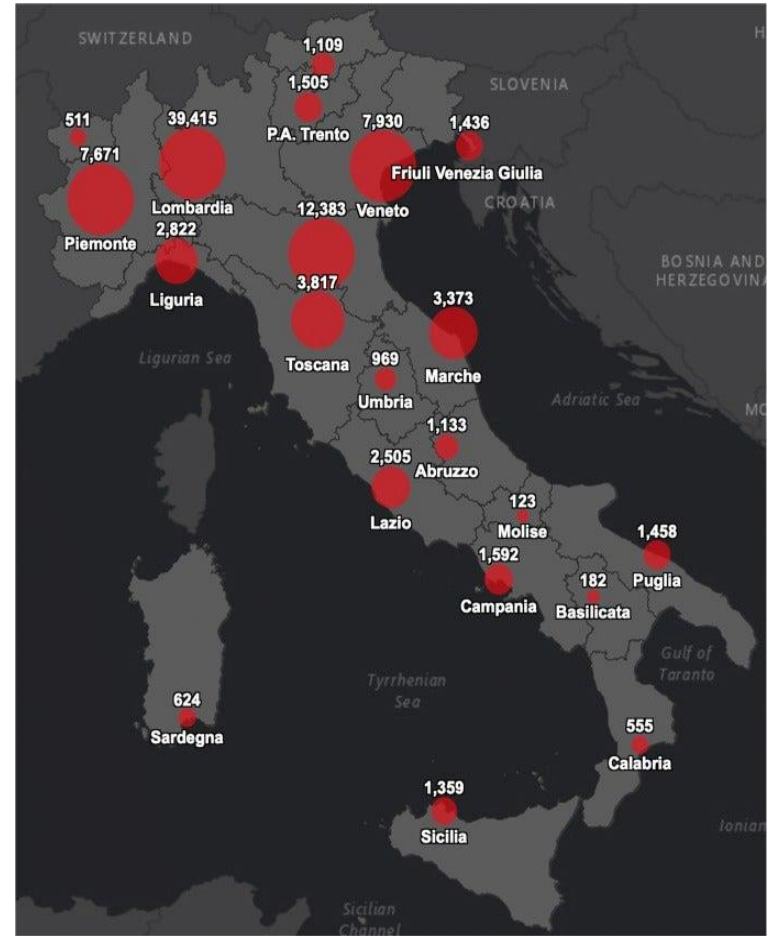 SWITZERLAND
H
1,109
1,505
P.A. Trento
SLOVENIA
511
39,415
7,930
1,436
7,671
Friuli Venezia Giulia
Lombardia
12,383
Veneto
CROATIA
Piemonte
2,822
BOSNIA AND
HERZEGOVINA
Liguria
3,817
3,373
Toscana
Ligurian Sea
969
Marche
Umbria
Adriatic Sea
MO
1,133
2,505
Abruzzo
Lazio
123
Molise
1,458
1,592
Puglia
182
Campania
Basilicata
Gulf of
Taranto
Tyrrhenian
Sea
624
Sardegna
555
Calabria
1,359
Sicilia
Ionian
Sicilian
Channel